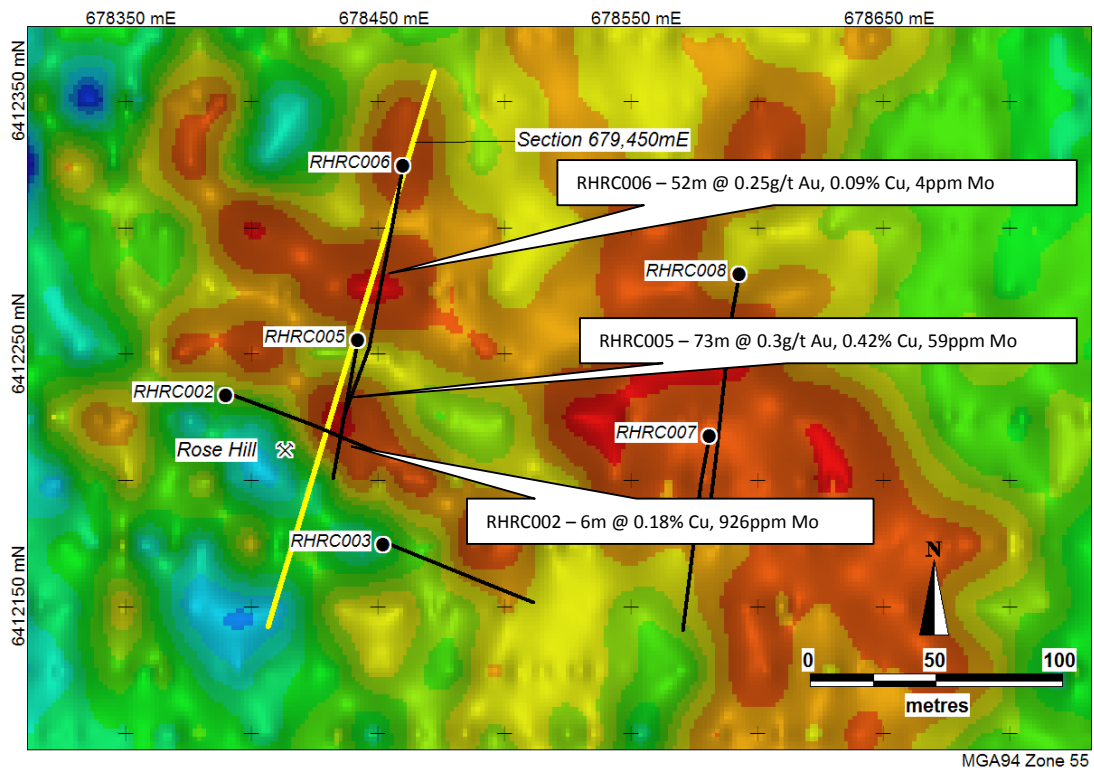 678350 mE 678450 mE 678550 mE 678650 mE
6412350 mN
6412250 mN
6412150 mN
RHRC006
Section 679,450mE
RHRC006 – 52m @ 0.25g/t Au, 0.09% Cu, 4ppm Mo
RHRC008
RHRC005
RHRC005 – 73m @ 0.3g/t Au, 0.42% Cu, 59ppm Mo
RHRC002
RHRC007
Rose Hill
RHRC002 – 6m @ 0.18% Cu, 926ppm Mo
RHRC003
N
0 50 100
metres
MGA94 Zone 55